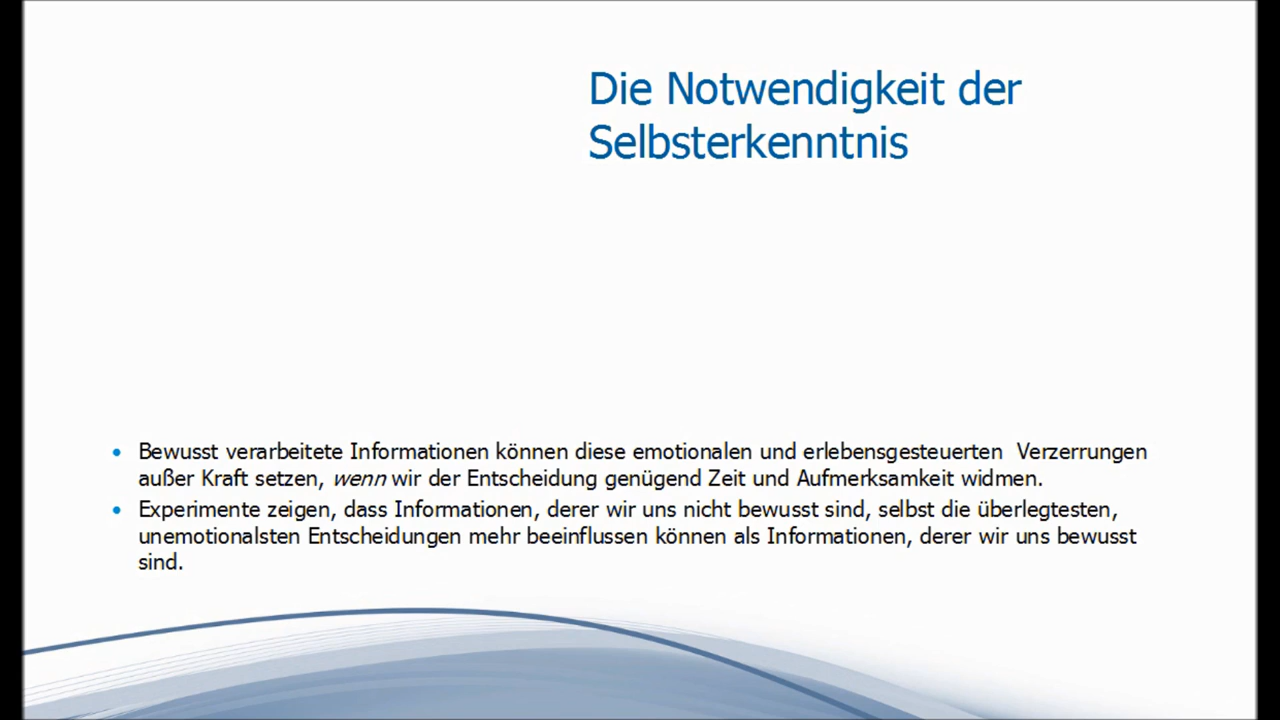 Die Notwendigkeit der
Selbsterkenntnis
• Bewusst verarbeitete Informationen können diese emotionalen und erlebensgesteuerten  Verzerrungen
außer Kraft setzen, wenn wir der Entscheidung genügend Zeit und Aufmerksamkeit widmen.
• Experimente zeigen, dass Informationen, derer wir uns nicht bewusst sind, selbst die überlegtesten,
unemotionalsten Entscheidungen mehr beeinflussen können als Informationen, derer wir uns bewusst
sind.